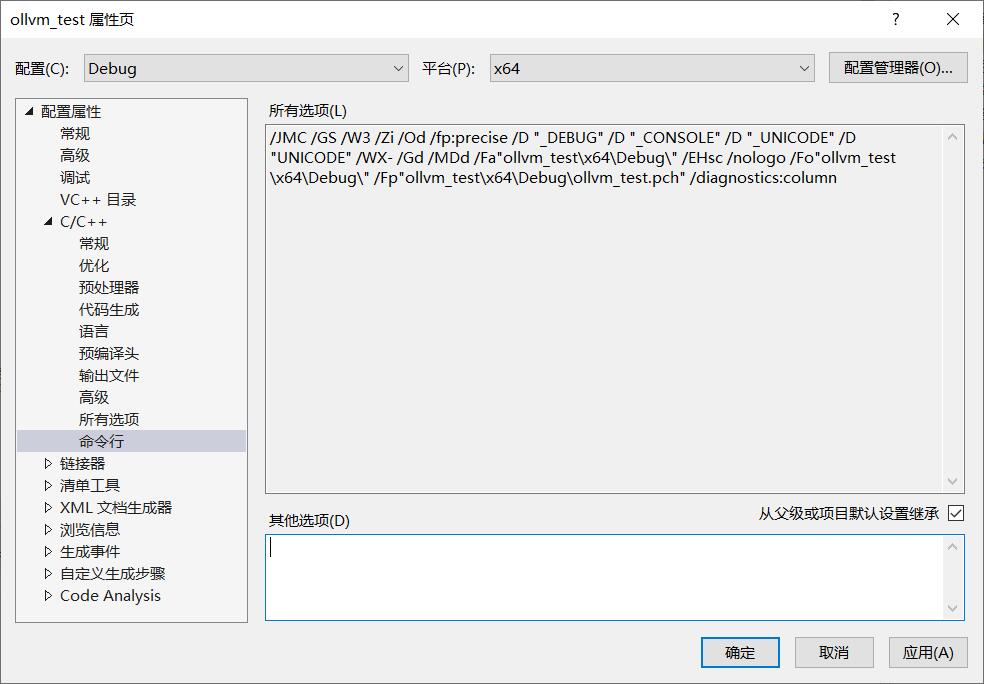 ollvm_test 属性页
?
配置(C): Debug 平台(P): x64 配置管理器(O)...
配置属性
常规
高级
调试
VC++ 目录
C/C++
常规
优化
预处理器
代码生成
语言
预编译头
输出文件
高级
所有选项
命令行
链接器
清单工具
XML 文档生成器
浏览信息
生成事件
自定义生成步骤
Code Analysis
所有选项(L)
/JMC /GS /W3 /Zi /Od /fp:precise /D "_DEBUG" /D "_CONSOLE" /D "_UNICODE" /D
"UNICODE" /WX- /Gd /MDd /Fa"ollvm_test\x64\Debug\" /EHsc /nologo /Fo"ollvm_test
\x64\Debug\" /Fp"ollvm_test\x64\Debug\ollvm_test.pch" /diagnostics:column
其他选项(D) 从父级或项目默认设置继承
确定 取消 应用(A)